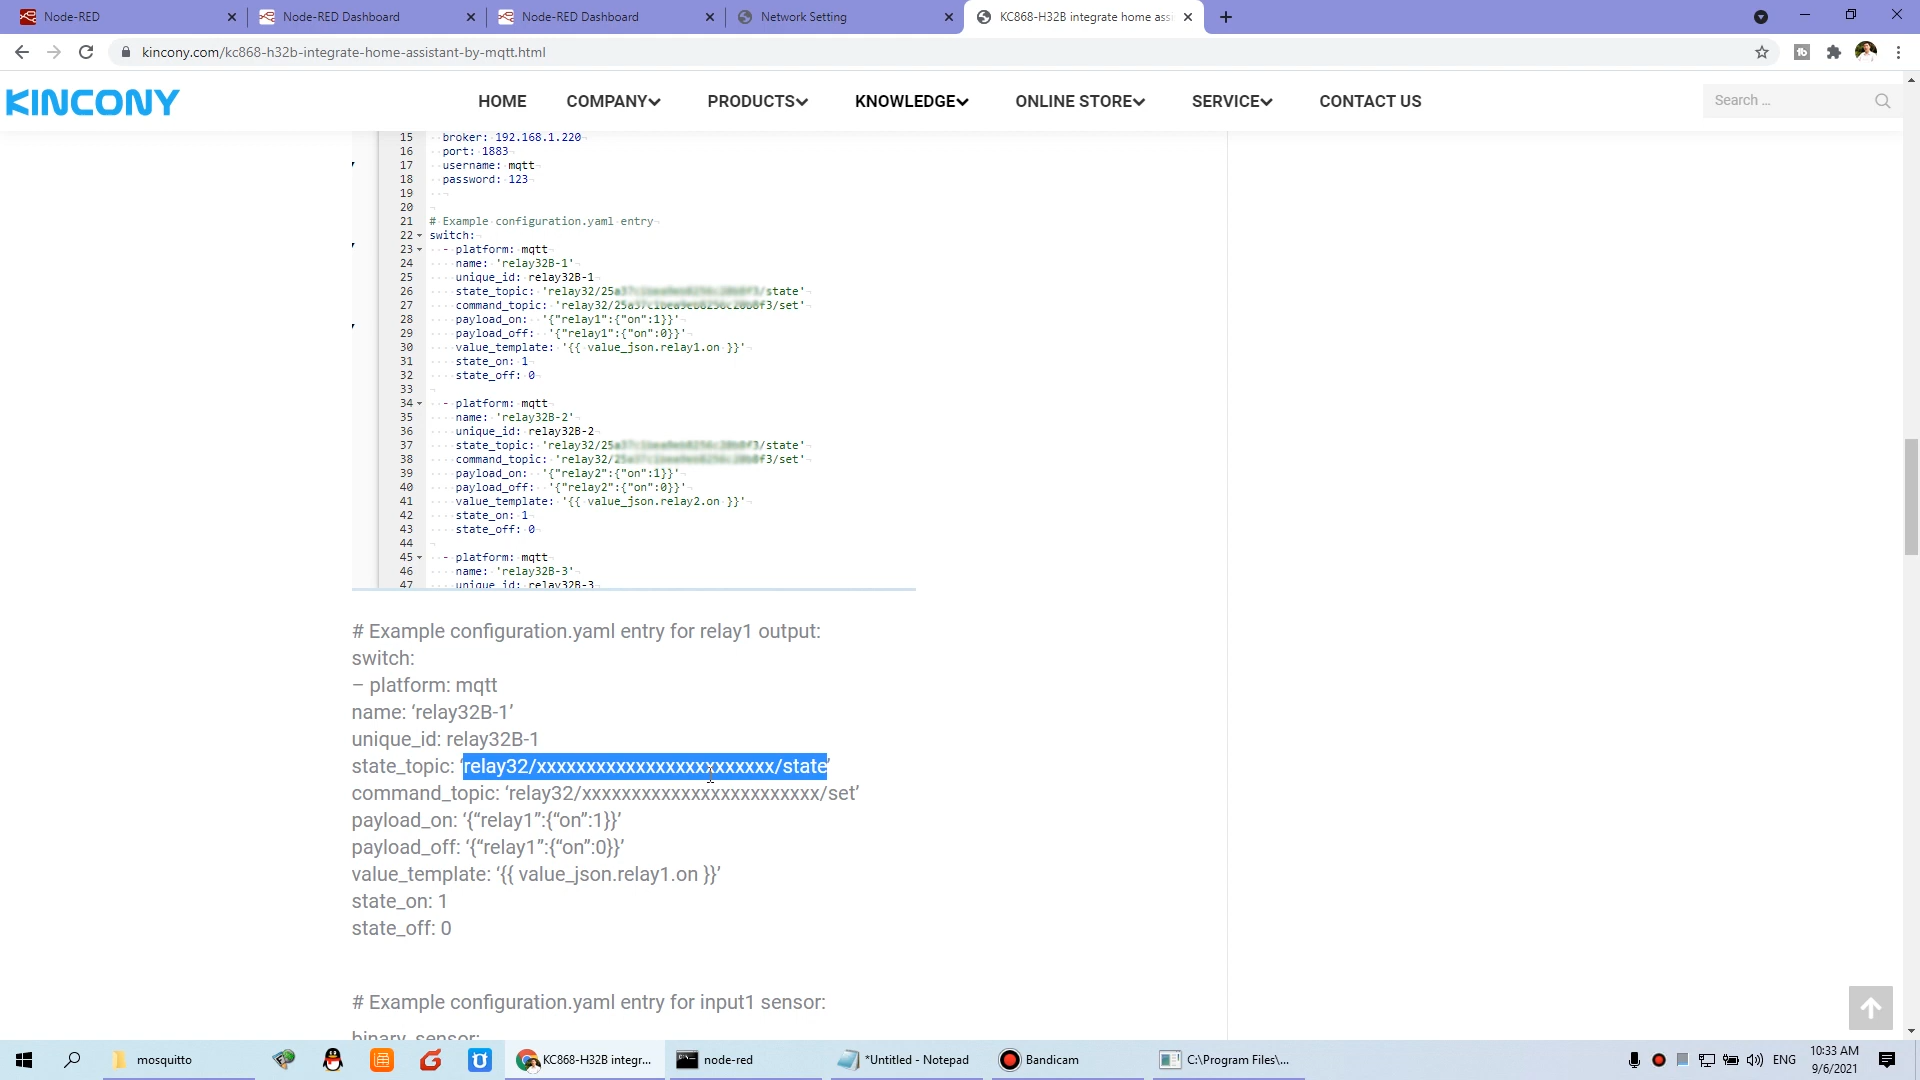 Node-RED
Node-RED Dashboard
Node-RED Dashboard
Network Setting
KC868-H32B integrate home ass
kincony.com/kc868-h32b-integrate-home-assistant-by-mqtt.html
KINCONY
HOME
COMPANY
PRODUCTS
KNOWLEDGE
ONLINE STORE
SERVICE
CONTACT US
Search ...
15 broker: 192.168.1.220
16 port: 1883
17 username: mqtt
18 password: 123
19
20
21 # Example configuration.yaml entry
22 switch:
23 - platform: mqtt
24 name: 'relay32B-1'
25 unique_id: relay32B-1
26 state_topic: 'relay32/25 /state'
27 command_topic: 'relay32/ /set'
28 payload_on: '{"relay1":{"on":1}}'
29 payload_off: '{"relay1":{"on":0}}'
30 value_template: '{{ value_json.relay1.on }}'
31 state_on: 1
32 state_off: 0
33
34 - platform: mqtt
35 name: 'relay32B-2'
36 unique_id: relay32B-2
37 state_topic: 'relay32/25 /state'
38 command_topic: 'relay32/ /set'
39 payload_on: '{"relay2":{"on":1}}'
40 payload_off: '{"relay2":{"on":0}}'
41 value_template: '{{ value_json.relay2.on }}'
42 state_on: 1
43 state_off: 0
44
45 - platform: mqtt
46 name: 'relay32B-3'
47 unique_id: relay32B-3
# Example configuration.yaml entry for relay1 output:
switch:
– platform: mqtt
name: ‘relay32B-1’
unique_id: relay32B-1
state_topic: ‘relay32/xxxxxxxxxxxxxxxxxxxxxxxx/state’
command_topic: ‘relay32/xxxxxxxxxxxxxxxxxxxxxxxx/set’
payload_on: ‘{“relay1”:{“on”:1}}’
payload_off: ‘{“relay1”:{“on”:0}}’
value_template: ‘{{ value_json.relay1.on }}’
state_on: 1
state_off: 0
# Example configuration.yaml entry for input1 sensor:
binary_sensor:
mosquitto
KC868-H32B integr...
node-red
*Untitled - Notepad
Bandicam
C:\Program Files\...
ENG
10:33 AM
9/6/2021